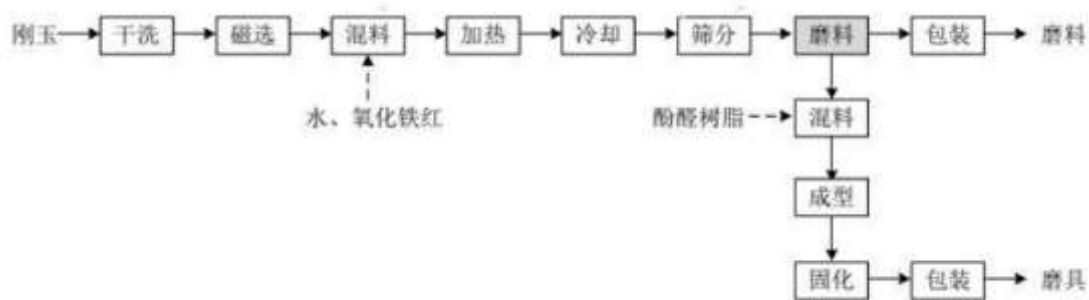 刚玉 干洗 磁选 混料 加热 冷却 筛分 磨料 包装 磨料
水、氧化铁红 酚醛树脂 混料
成型
固化 包装 磨具